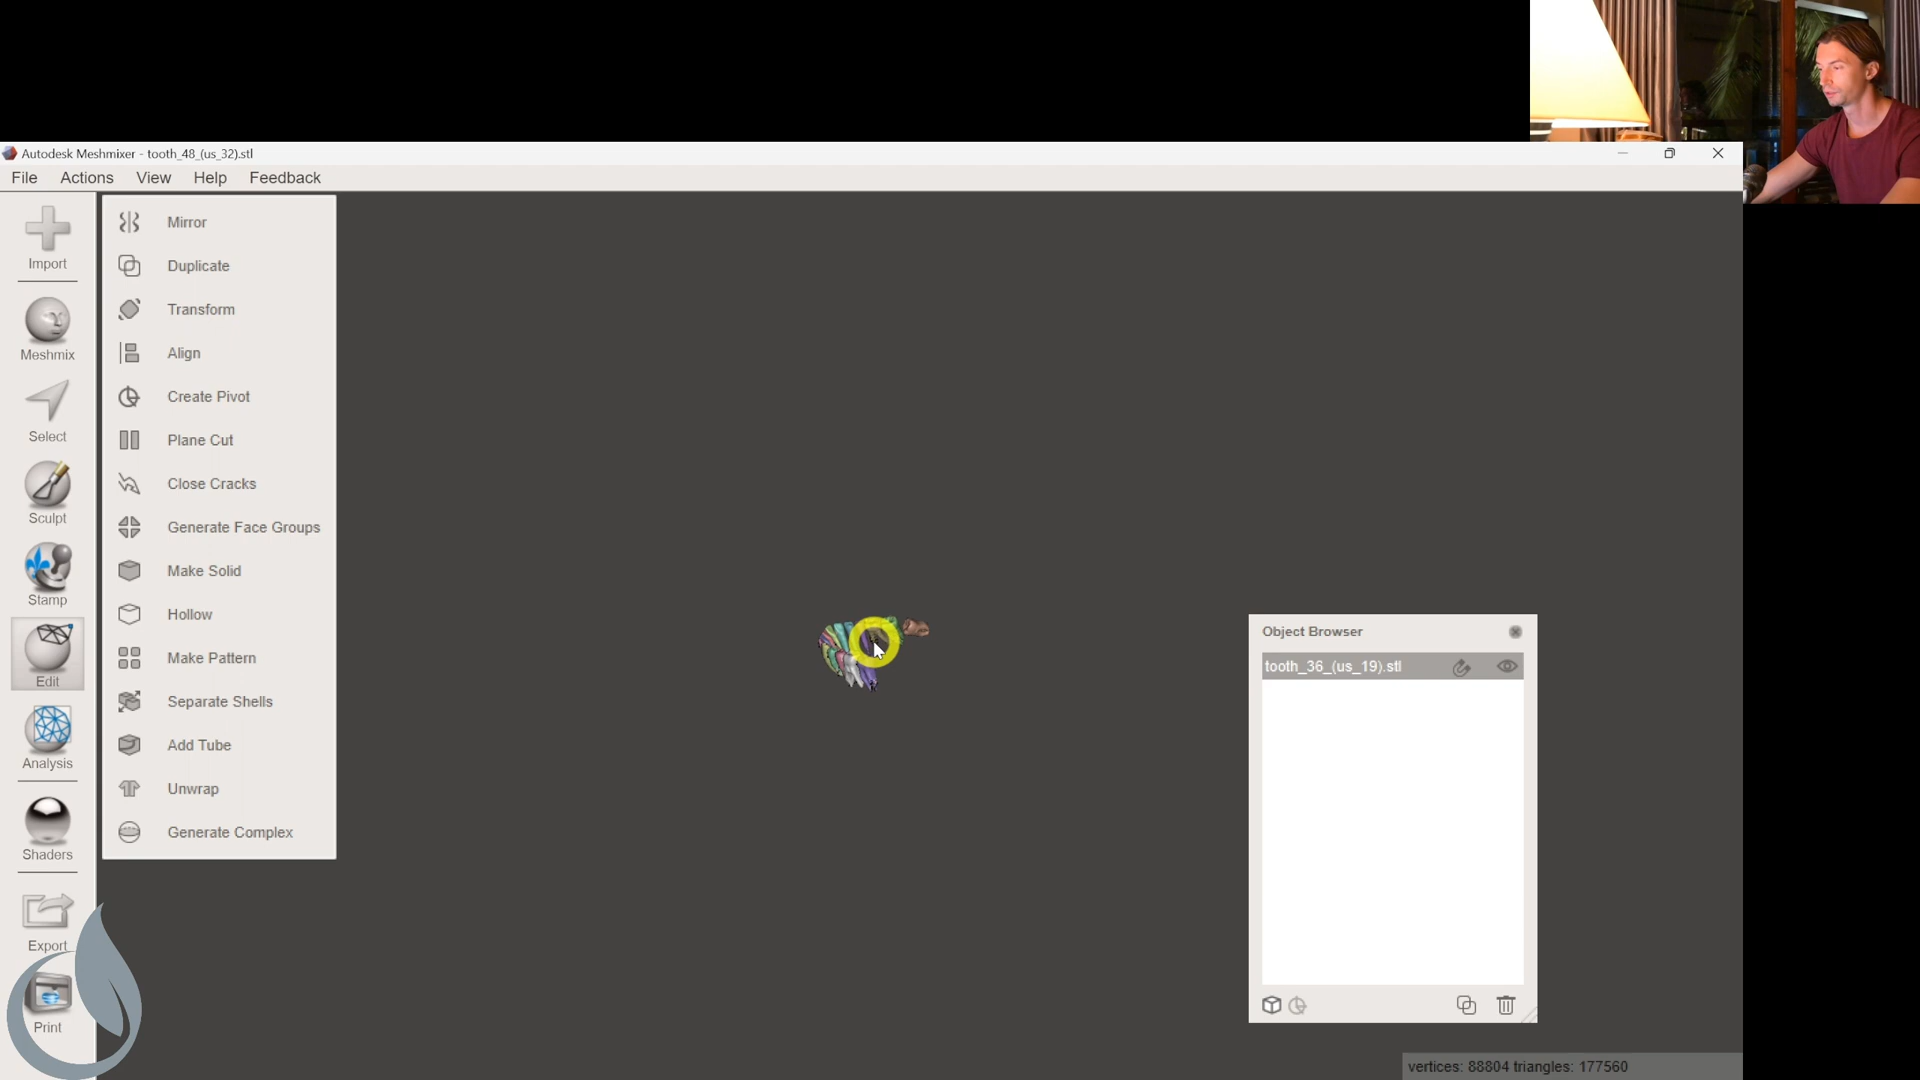 Autodesk Meshmixer - tooth_48_(us_32).stl
File Actions View Help Feedback
Import
Meshmix
Select
Sculpt
Stamp
Edit
Analysis
Shaders
Export
Print
Mirror
Duplicate
Transform
Align
Create Pivot
Plane Cut
Close Cracks
Generate Face Groups
Make Solid
Hollow
Make Pattern
Separate Shells
Add Tube
Unwrap
Generate Complex
Object Browser
tooth_36_(us_19).stl
vertices: 88804 triangles: 177560